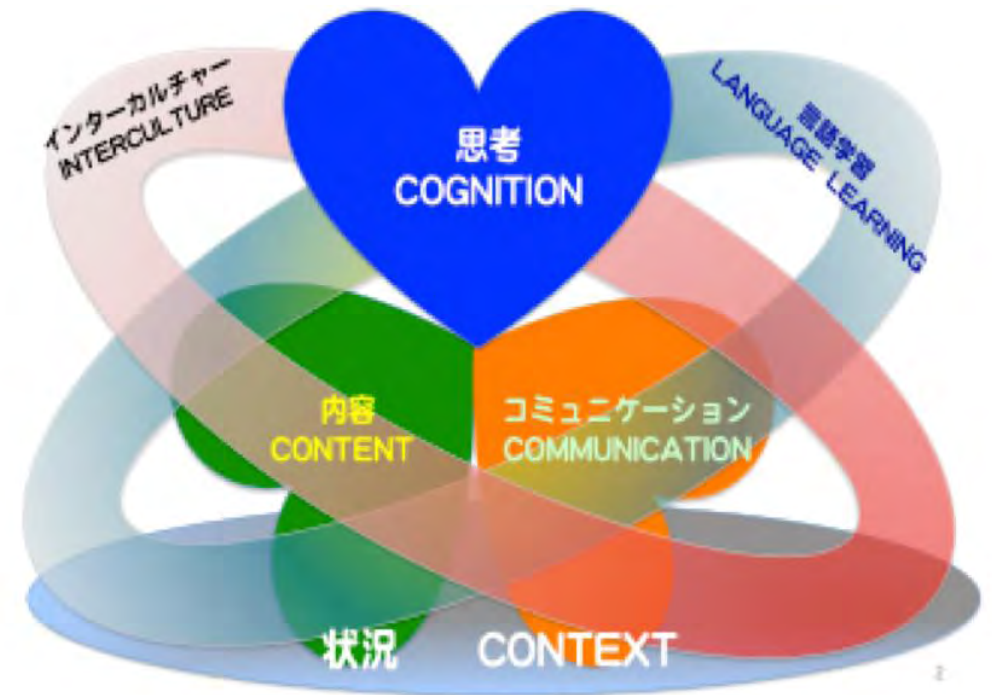 インターカルチャー
INTERCULTURE
思考
COGNITION
言語学習
LANGUAGE LEARNING
内容
CONTENT
コミュニケーション
COMMUNICATION
状況 CONTEXT
2